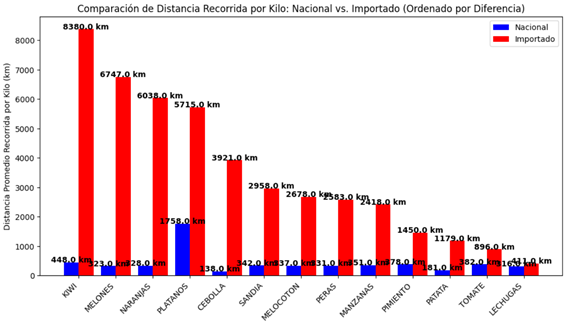 Comparación de Distancia Recorrida por Kilo: Nacional vs. Importado (Ordenado por Diferencia)
Nacional
Importado
Distancia Promedio Recorrida por Kilo (km)
8000
7000
6000
5000
4000
3000
2000
1000
0
448.0 km
8380.0 km
323.0 km
6747.0 km
328.0 km
6038.0 km
1758.0 km
5715.0 km
138.0 km
3921.0 km
342.0 km
2958.0 km
337.0 km
2678.0 km
331.0 km
2583.0 km
351.0 km
2418.0 km
378.0 km
1450.0 km
181.0 km
1179.0 km
382.0 km
896.0 km
316.0 km
411.0 km
KIWI
MELONES
NARANJAS
PLATANOS
CEBOLLA
SANDIA
MELOCOTON
PERAS
MANZANAS
PIMIENTO
PATATA
TOMATE
LECHUGAS